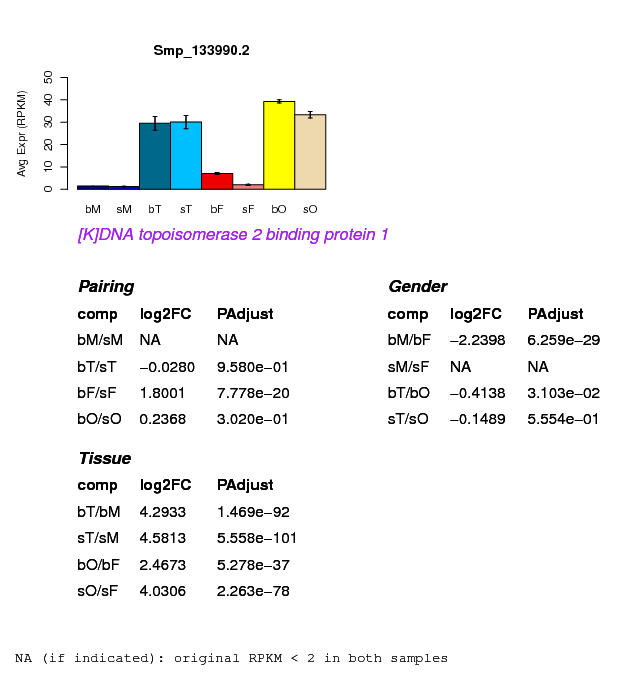 Smp_133990.2
Avg Expr (RPKM)
50
40
30
20
10
0
bM sM bT sT bF sF bO sO
[K]DNA topoisomerase 2 binding protein 1
Pairing
comp log2FC PAdjust
bM/sM NA NA
bT/sT −0.0280 9.580e−01
bF/sF 1.8001 7.778e−20
bO/sO 0.2368 3.020e−01
Gender
comp log2FC PAdjust
bM/bF −2.2398 6.259e−29
sM/sF NA NA
bT/bO −0.4138 3.103e−02
sT/sO −0.1489 5.554e−01
Tissue
comp log2FC PAdjust
bT/bM 4.2933 1.469e−92
sT/sM 4.5813 5.558e−101
bO/bF 2.4673 5.278e−37
sO/sF 4.0306 2.263e−78
NA (if indicated): original RPKM < 2 in both samples